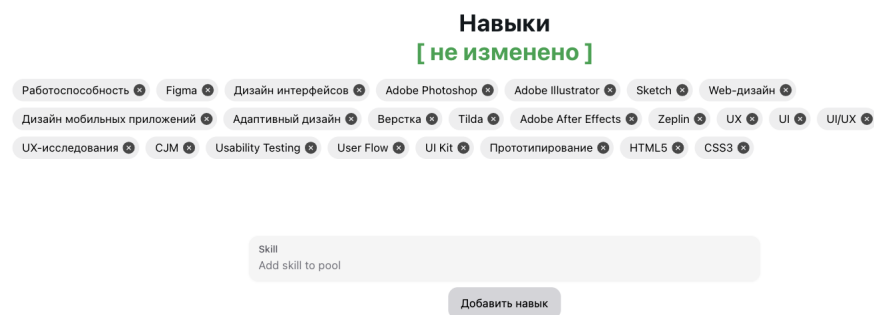 Навыки
[ не изменено ]
Работоспособность Figma Дизайн интерфейсов Adobe Photoshop Adobe Illustrator Sketch Web-дизайн
Дизайн мобильных приложений Адаптивный дизайн Верстка Tilda Adobe After Effects Zeplin UX UI UI/UX
UX-исследования CJM Usability Testing User Flow UI Kit Прототипирование HTML5 CSS3
Skill
Add skill to pool
Добавить навык